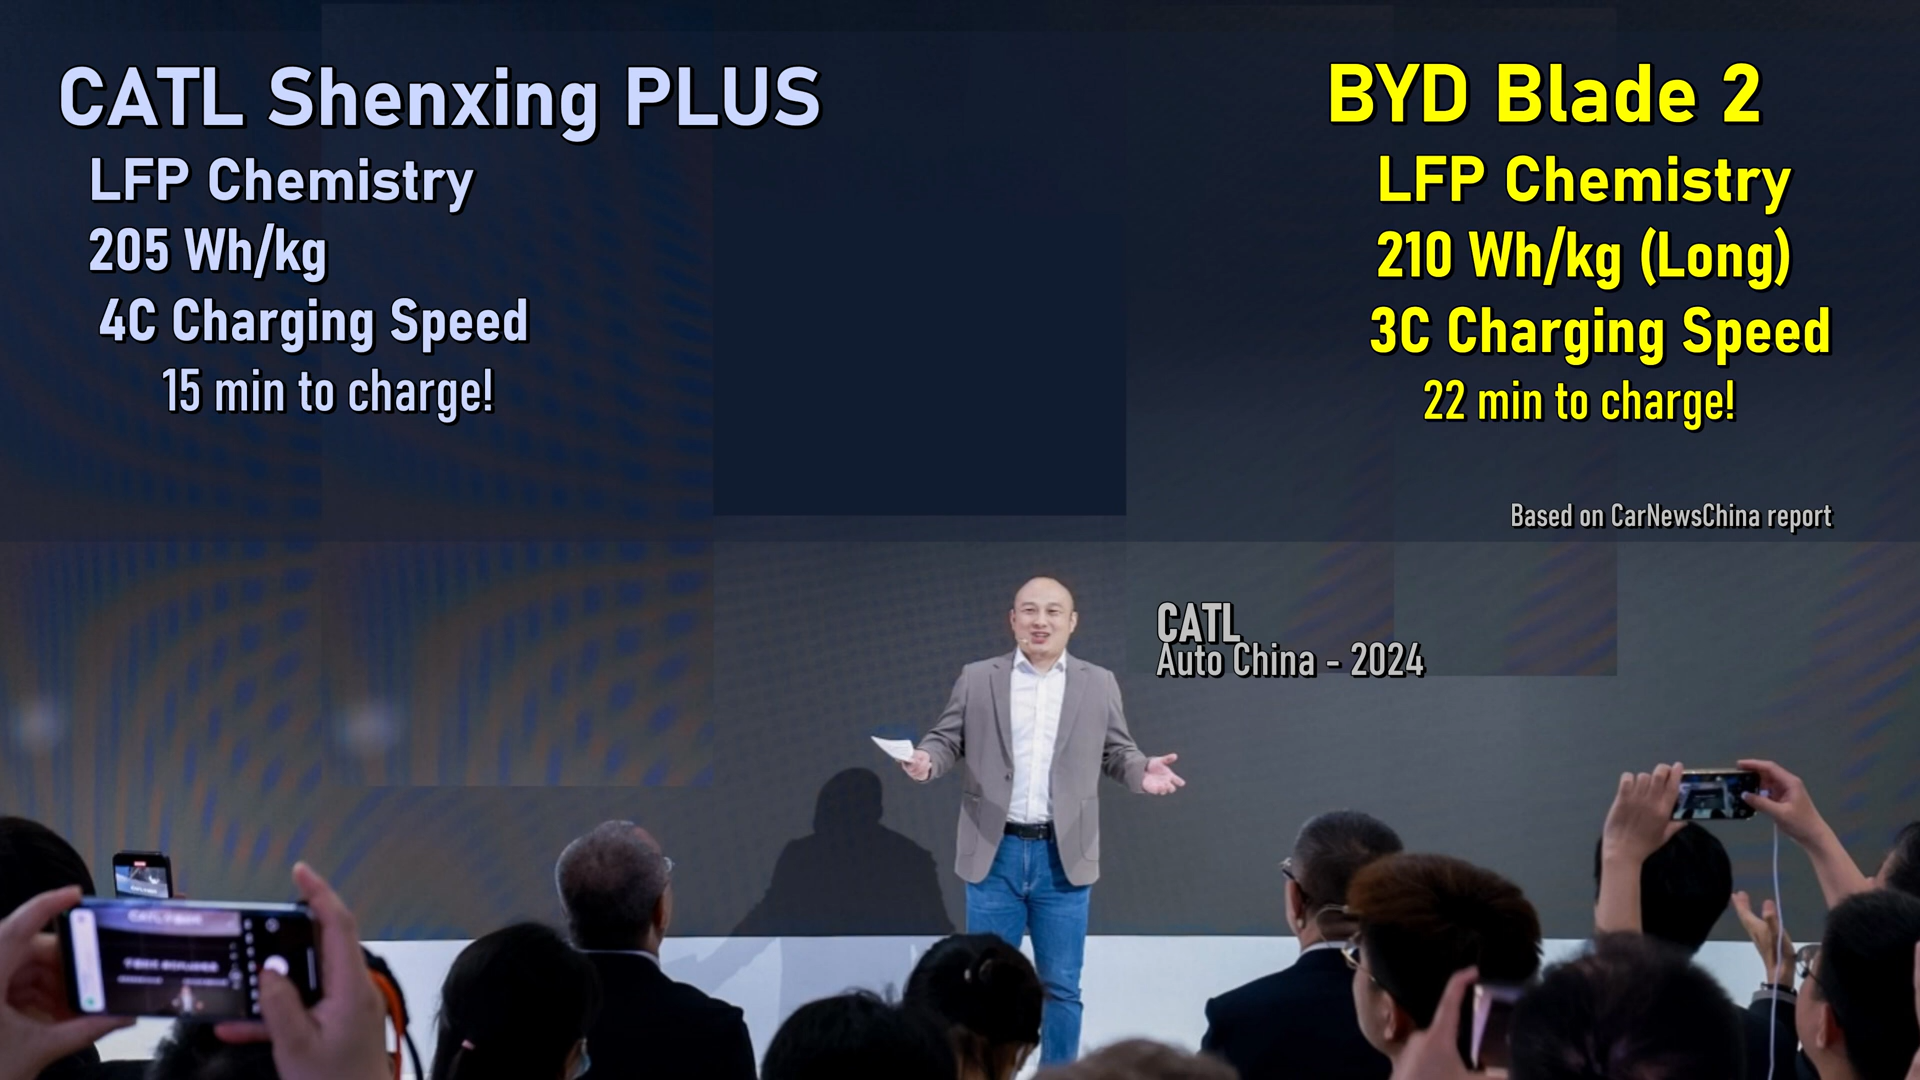 CATL Shenxing PLUS
LFP Chemistry
205 Wh/kg
4C Charging Speed
15 min to charge!
BYD Blade 2
LFP Chemistry
210 Wh/kg (Long)
3C Charging Speed
22 min to charge!
Based on CarNewsChina report
CATL
Auto China - 2024